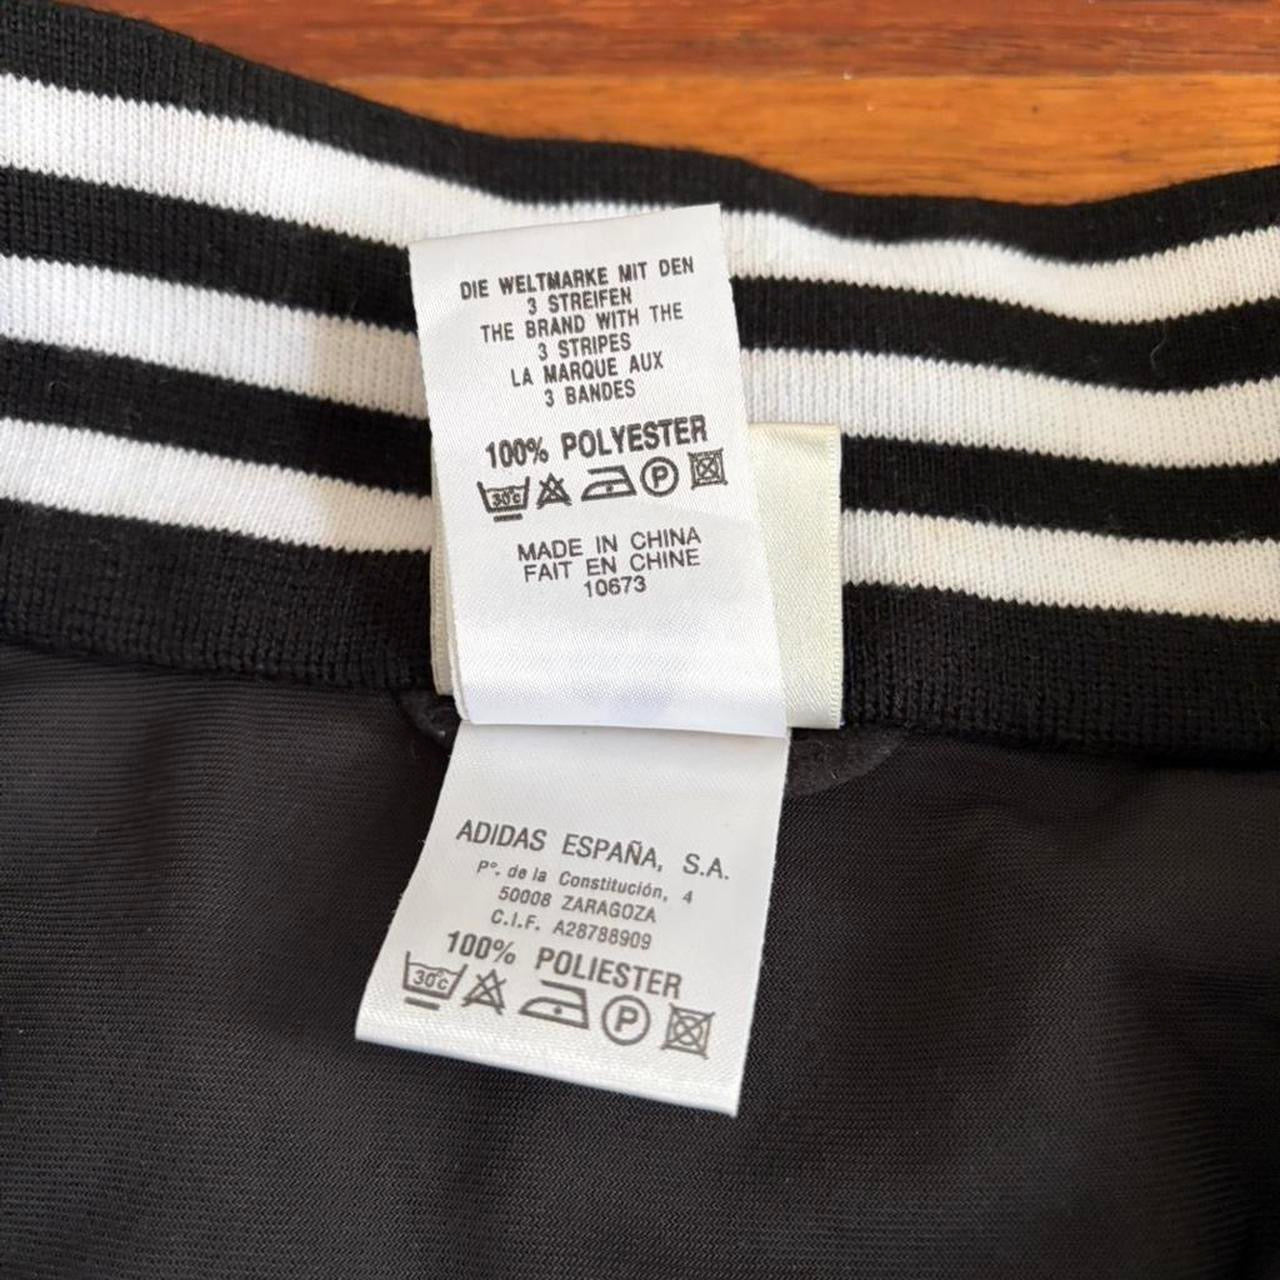 DIE WELTMARKE MIT DEN
3 STREIFEN
THE BRAND WITH THE
3 STRIPES
LA MARQUE AUX
3 BANDES
100% POLYESTER
30°c P
MADE IN CHINA
FAIT EN CHINE
10673
ADIDAS ESPAÑA, S.A.
Pº. de la Constitución, 4
50008 ZARAGOZA
C.I.F. A28788909
100% POLIESTER
30°c P